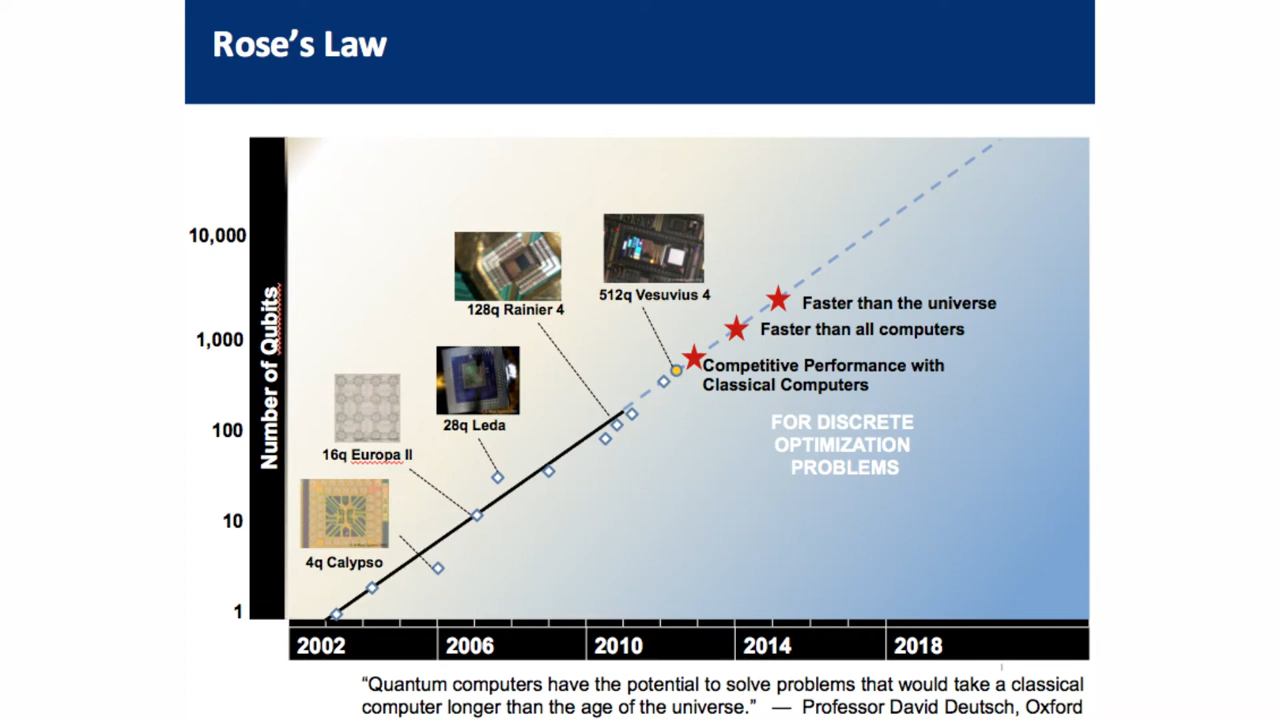 Rose's Law
10,000
1,000
100
10
1
Number of Qubits
4q Calypso
16q Europa II
28q Leda
128q Rainier 4
512q Vesuvius 4
Faster than the universe
Faster than all computers
Competitive Performance with
Classical Computers
FOR DISCRETE
OPTIMIZATION
PROBLEMS
2002
2006
2010
2014
2018
“Quantum computers have the potential to solve problems that would take a classical
computer longer than the age of the universe.” — Professor David Deutsch, Oxford